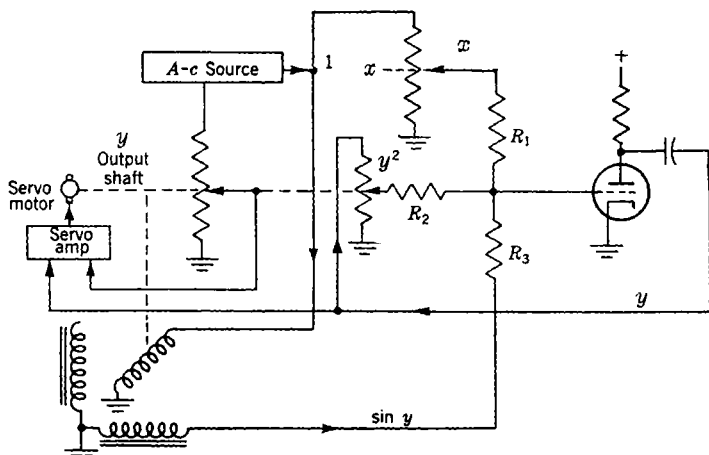 A-c Source
1
x
x
+
y
Output
shaft
y²
R₁
Servo
motor
R₂
Servo
amp
R₃
y
sin y